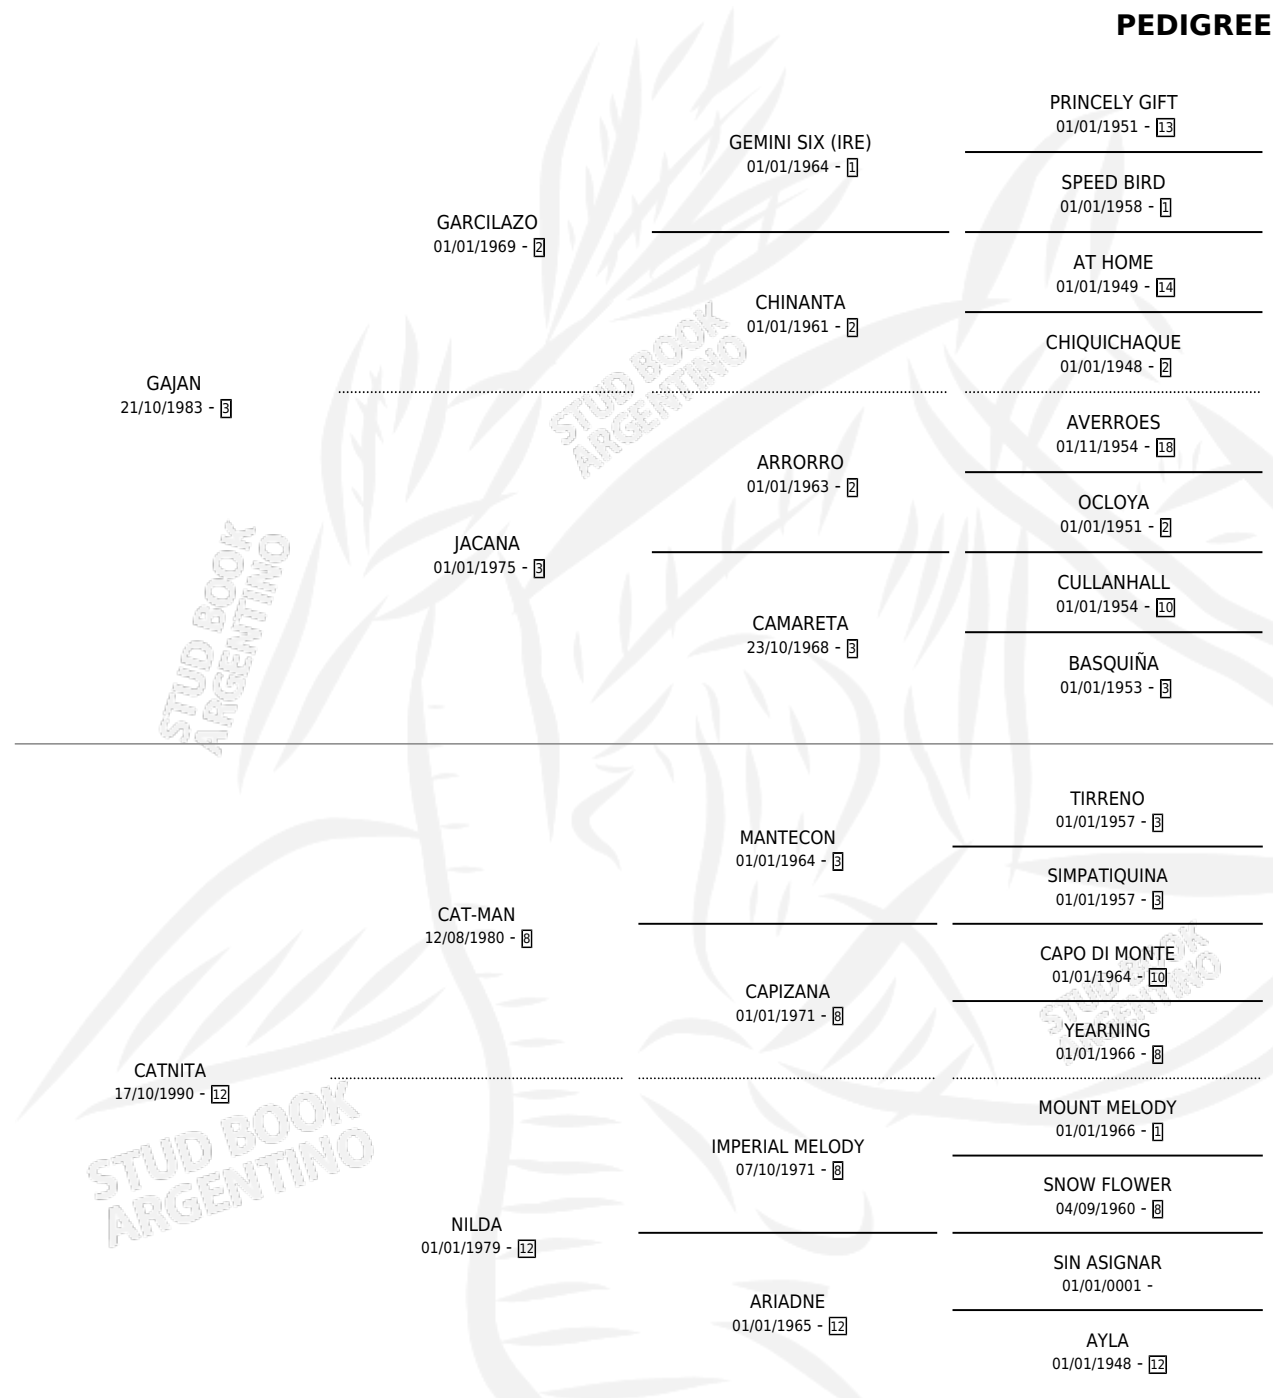 PEDIGREE
PRINCELY GIFT
01/01/1951 - 13
GEMINI SIX (IRE)
01/01/1964 - 1
SPEED BIRD
01/01/1958 - 1
GARCILAZO
01/01/1969 - 2
AT HOME
01/01/1949 - 14
CHINANTA
01/01/1961 - 2
CHIQUICHAQUE
01/01/1948 - 2
GAJAN
21/10/1983 - 3
AVERROES
01/11/1954 - 18
ARRORRO
01/01/1963 - 2
OCLOYA
01/01/1951 - 2
JACANA
01/01/1975 - 3
CULLANHALL
01/01/1954 - 10
CAMARETA
23/10/1968 - 3
BASQUIÑA
01/01/1953 - 3
STUD BOOK
ARGENTINO
STUD BOOK
ARGENTINO
TIRRENO
01/01/1957 - 3
MANTECON
01/01/1964 - 3
SIMPATIQUINA
01/01/1957 - 3
CAT-MAN
12/08/1980 - 8
CAPO DI MONTE
01/01/1964 - 10
CAPIZANA
01/01/1971 - 8
YEARNING
01/01/1966 - 8
STUD BOOK
ARGENTINO
CATNITA
17/10/1990 - 12
MOUNT MELODY
01/01/1966 - 1
IMPERIAL MELODY
07/10/1971 - 8
SNOW FLOWER
04/09/1960 - 8
NILDA
01/01/1979 - 12
SIN ASIGNAR
01/01/0001 -
ARIADNE
01/01/1965 - 12
AYLA
01/01/1948 - 12
STUD BOOK
ARGENTINO